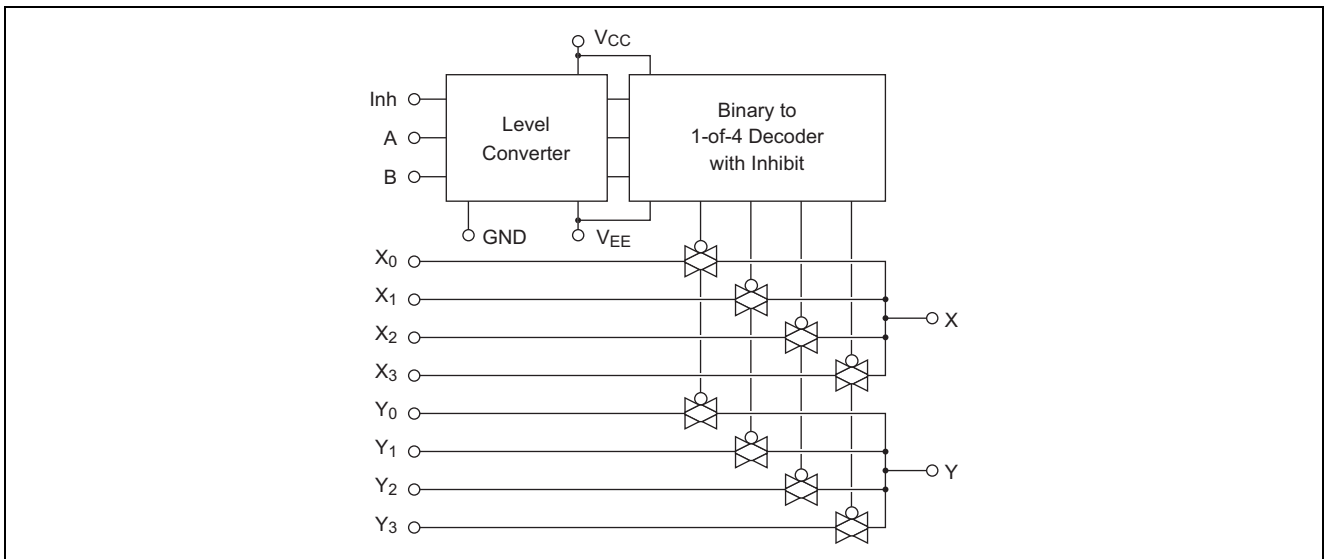 VCC
Inh
A
B
Level
Converter
Binary to
1-of-4 Decoder
with Inhibit
GND
VEE
X0
X1
X2
X3
X
Y0
Y1
Y2
Y3
Y